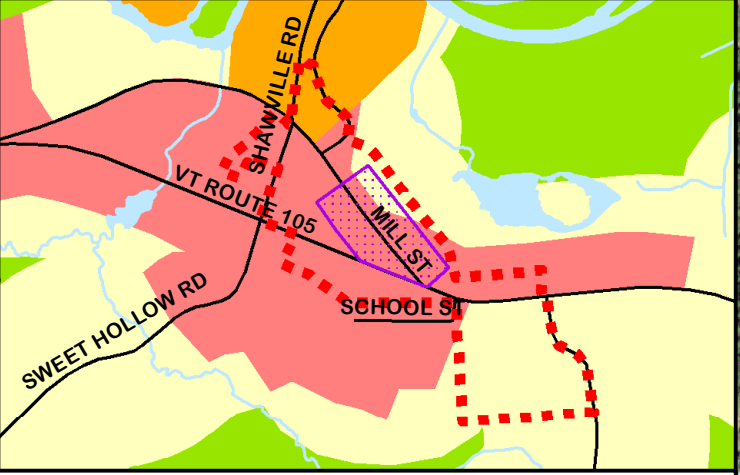 SHAWVILLE RD
VT ROUTE 105
MILL ST
SWEET HOLLOW RD
SCHOOL ST